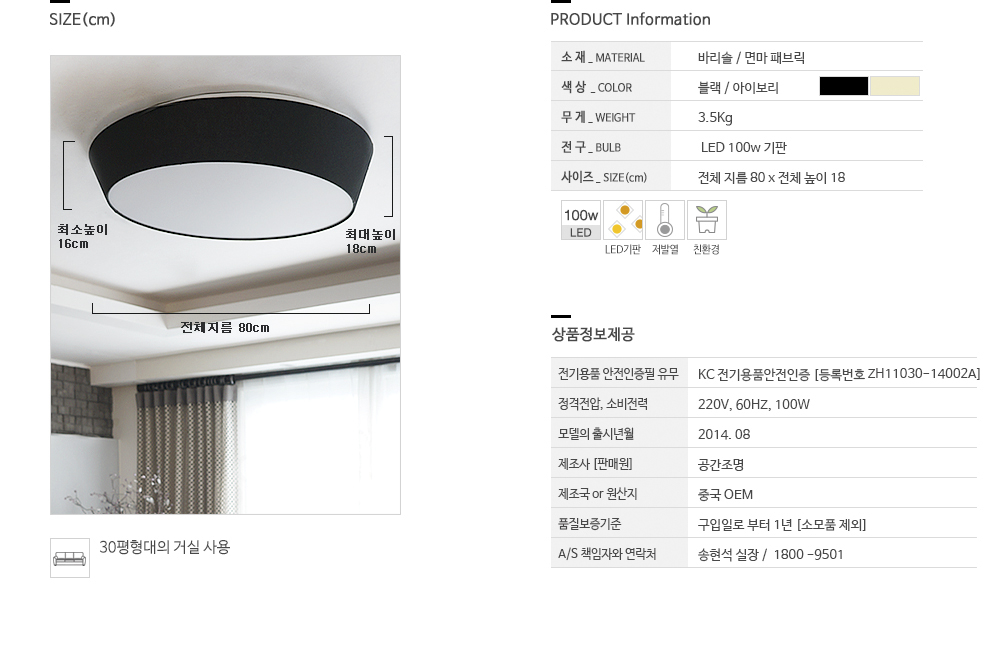 SIZE(cm)
최소높이
16cm
최대높이
18cm
전체지름 80cm
30평형대의 거실 사용
PRODUCT Information
소 재 _ MATERIAL 바리솔 / 면마 패브릭
색 상 _ COLOR 블랙 / 아이보리
무 게 _ WEIGHT 3.5Kg
전 구 _ BULB LED 100w 기판
사이즈 _ SIZE(cm) 전체 지름 80 x 전체 높이 18
100w
LED
LED기판 저발열 친환경
상품정보제공
전기용품 안전인증필 유무 KC 전기용품안전인증 [등록번호 ZH11030-14002A]
정격전압, 소비전력 220V, 60HZ, 100W
모델의 출시년월 2014. 08
제조사 [판매원] 공간조명
제조국 or 원산지 중국 OEM
품질보증기준 구입일로 부터 1년 [소모품 제외]
A/S 책임자와 연락처 송현석 실장 / 1800 -9501